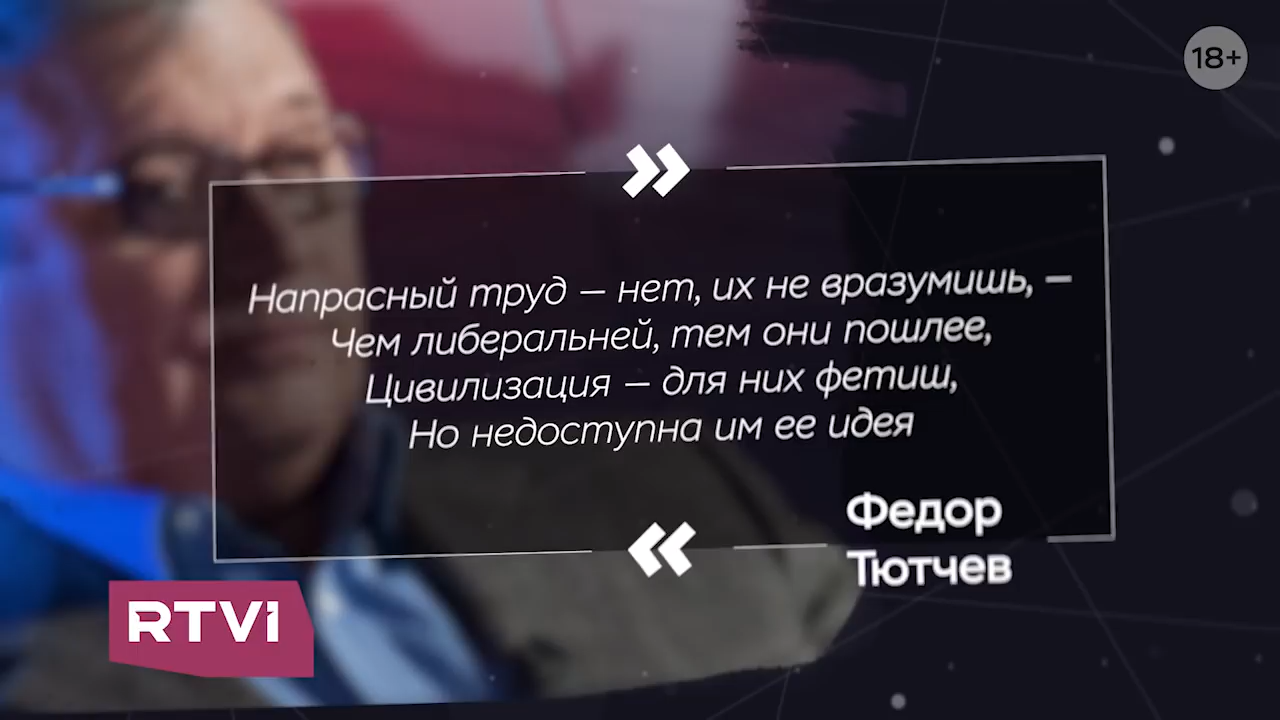 18+
Напрасный труд – нет, их не вразумишь, –
Чем либеральней, тем они пошлее,
Цивилизация – для них фетиш,
Но недоступна им ее идея
Федор
Тютчев
RTVI